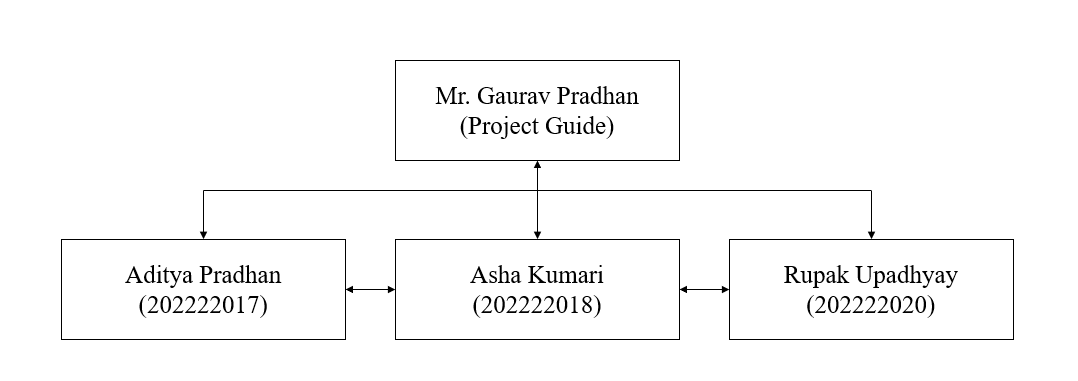 Mr. Gaurav Pradhan
(Project Guide)
Aditya Pradhan
(202222017)
Asha Kumari
(202222018)
Rupak Upadhyay
(202222020)